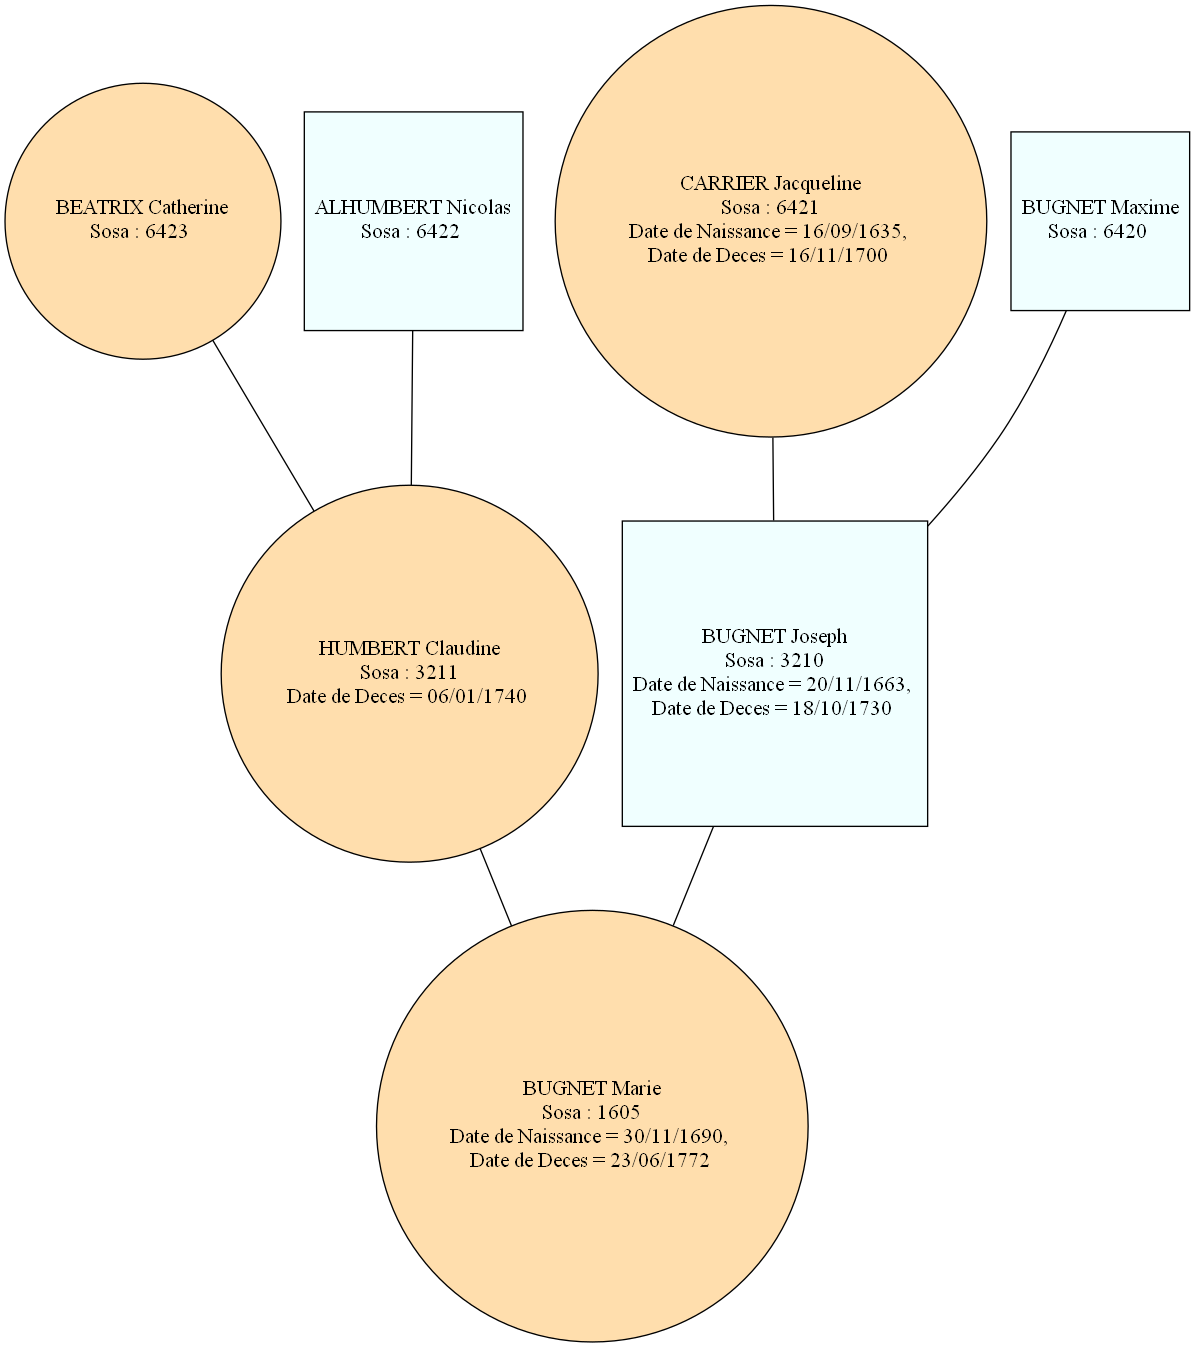 BEATRIX Catherine
Sosa : 6423
ALHUMBERT Nicolas
Sosa : 6422
CARRIER Jacqueline
Sosa : 6421
Date de Naissance = 16/09/1635,
Date de Deces = 16/11/1700
BUGNET Maxime
Sosa : 6420
HUMBERT Claudine
Sosa : 3211
Date de Deces = 06/01/1740
BUGNET Joseph
Sosa : 3210
Date de Naissance = 20/11/1663,
Date de Deces = 18/10/1730
BUGNET Marie
Sosa : 1605
Date de Naissance = 30/11/1690,
Date de Deces = 23/06/1772